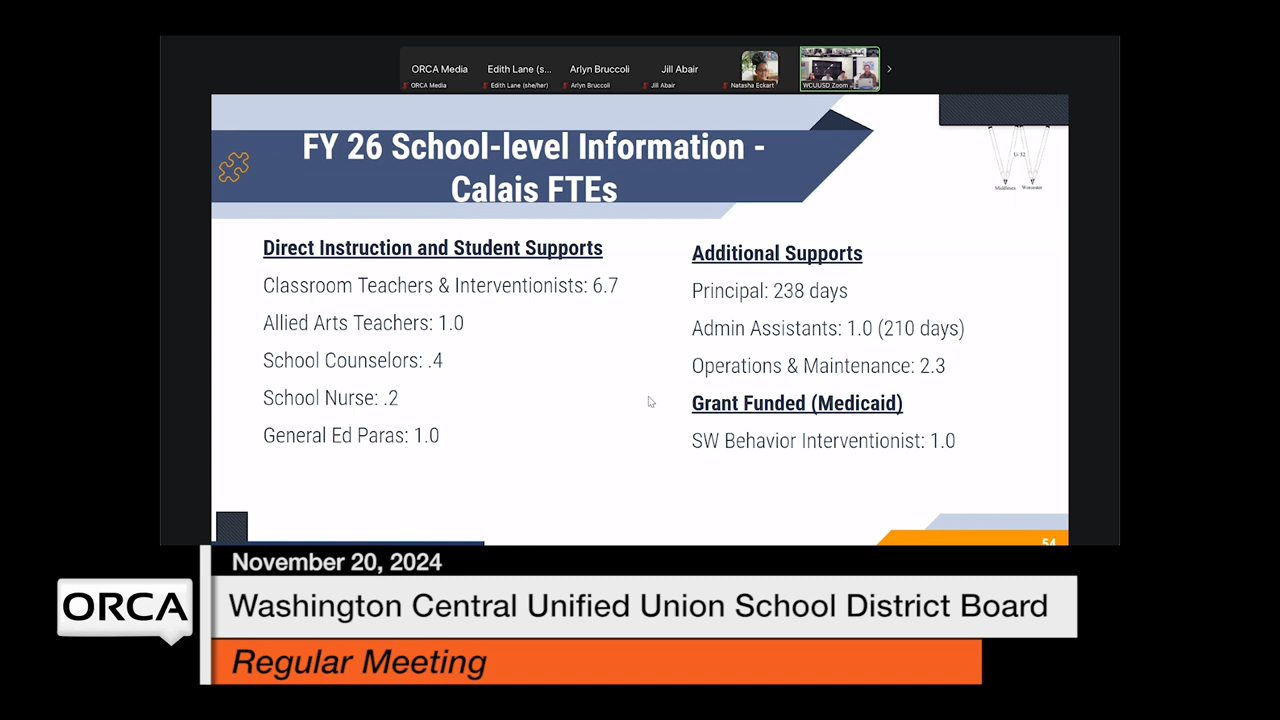 ORCA Media
Edith Lane (s...
Arlyn Bruccoli
Jill Abair
ORCA Media
Edith Lane (she/her)
Arlyn Bruccoli
Jill Abair
Natasha Eckart
WCUUSD Zoom
FY 26 School-level Information -
Calais FTEs
U-32
Middlesex
Worcester
Direct Instruction and Student Supports
Classroom Teachers & Interventionists: 6.7
Allied Arts Teachers: 1.0
School Counselors: .4
School Nurse: .2
General Ed Paras: 1.0
Additional Supports
Principal: 238 days
Admin Assistants: 1.0 (210 days)
Operations & Maintenance: 2.3
Grant Funded (Medicaid)
SW Behavior Interventionist: 1.0
54
November 20, 2024
ORCA
Washington Central Unified Union School District Board
Regular Meeting